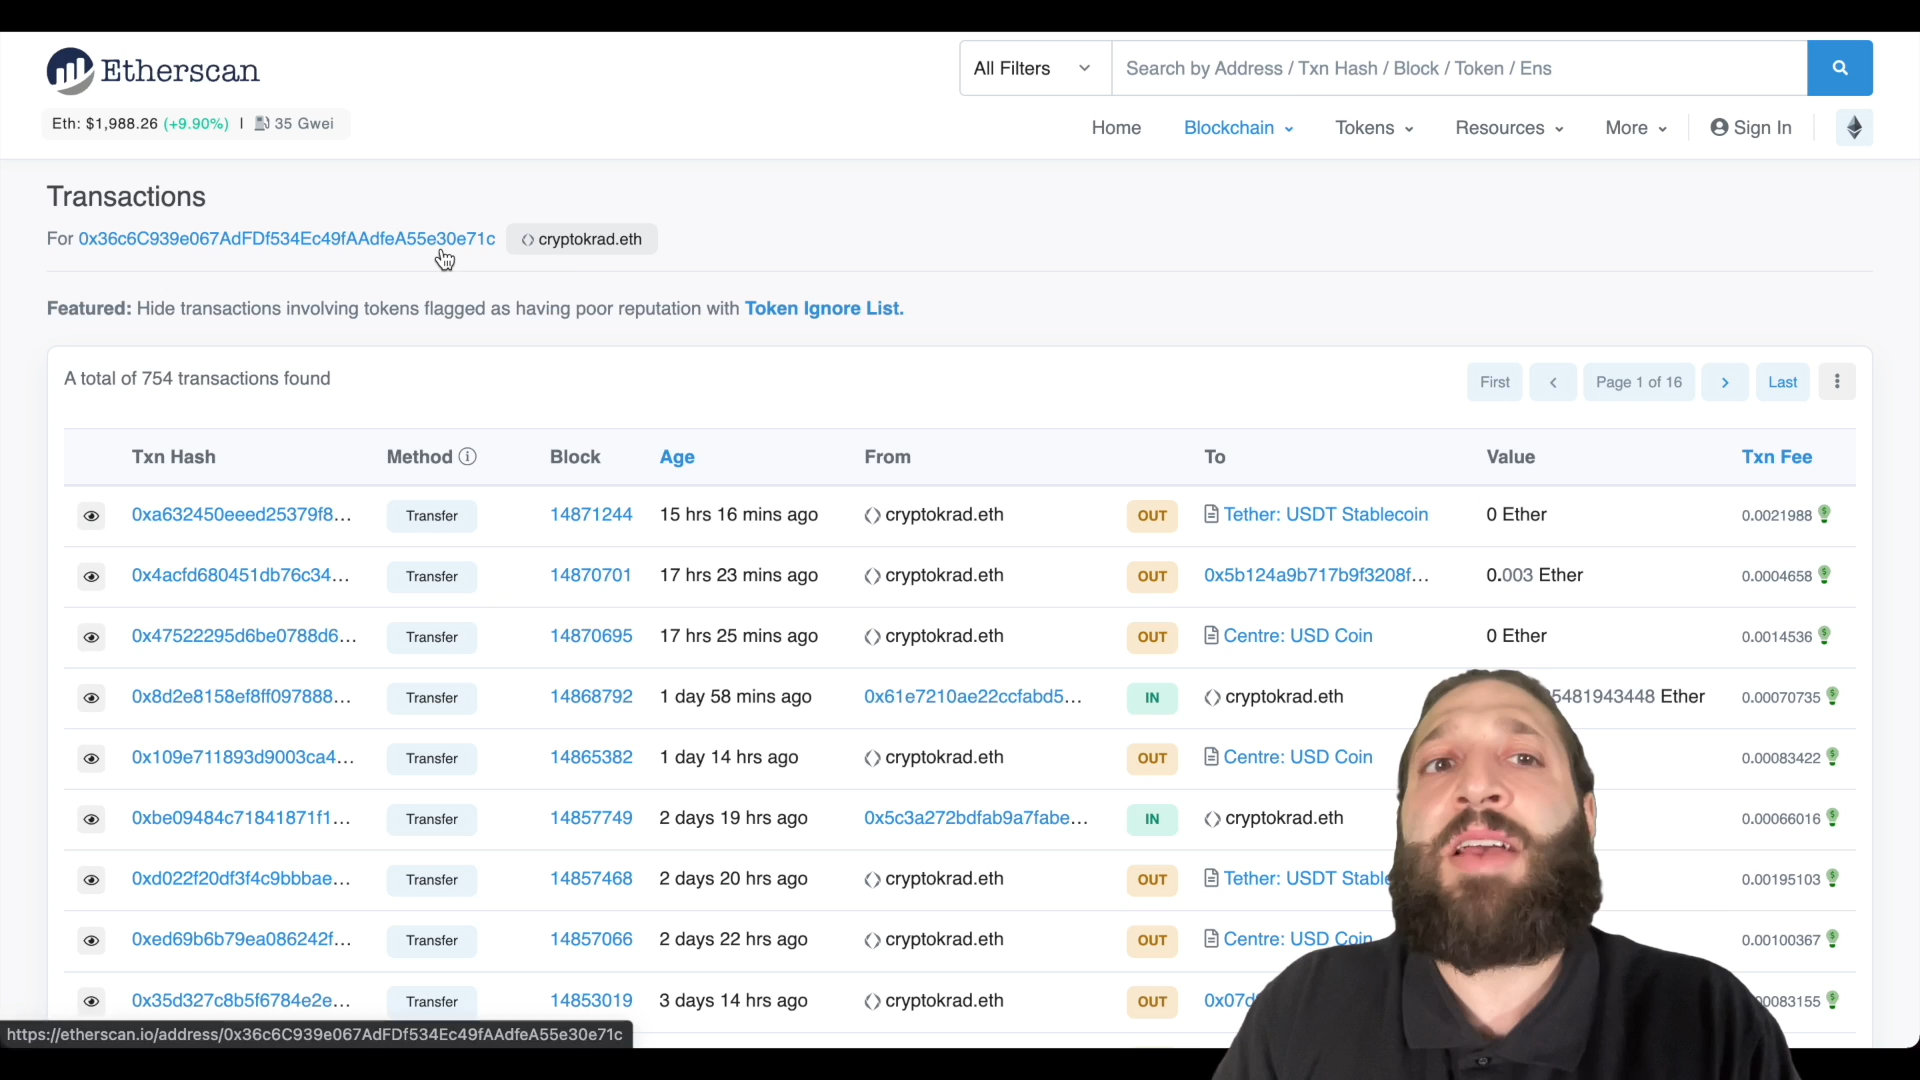 Etherscan
All Filters
Search by Address / Txn Hash / Block / Token / Ens
Eth: $1,988.26 (+9.90%) | 35 Gwei
Home Blockchain Tokens Resources More Sign In
Transactions
For 0x36c6C939e067AdFDf534Ec49fAAdfeA55e30e71c cryptokrad.eth
Featured: Hide transactions involving tokens flagged as having poor reputation with Token Ignore List.
A total of 754 transactions found
First < Page 1 of 16 > Last
Txn Hash Method Block Age From To Value Txn Fee
0xa632450eeed25379f8... Transfer 14871244 15 hrs 16 mins ago cryptokrad.eth OUT Tether: USDT Stablecoin 0 Ether 0.0021988
0x4acfd680451db76c34... Transfer 14870701 17 hrs 23 mins ago cryptokrad.eth OUT 0x5b124a9b717b9f3208f... 0.003 Ether 0.0004658
0x47522295d6be0788d6... Transfer 14870695 17 hrs 25 mins ago cryptokrad.eth OUT Centre: USD Coin 0 Ether 0.0014536
0x8d2e8158ef8ff097888... Transfer 14868792 1 day 58 mins ago 0x61e7210ae22ccfabd5... IN cryptokrad.eth 5481943448 Ether 0.00070735
0x109e711893d9003ca4... Transfer 14865382 1 day 14 hrs ago cryptokrad.eth OUT Centre: USD Coin 0.00083422
0xbe09484c71841871f1... Transfer 14857749 2 days 19 hrs ago 0x5c3a272bdfab9a7fabe... IN cryptokrad.eth 0.00066016
0xd022f20df3f4c9bbbae... Transfer 14857468 2 days 20 hrs ago cryptokrad.eth OUT Tether: USDT Stable 0.00195103
0xed69b6b79ea086242f... Transfer 14857066 2 days 22 hrs ago cryptokrad.eth OUT Centre: USD Coin 0.00100367
0x35d327c8b5f6784e2e... Transfer 14853019 3 days 14 hrs ago cryptokrad.eth OUT 0x07d 00083155
https://etherscan.io/address/0x36c6C939e067AdFDf534Ec49fAAdfeA55e30e71c